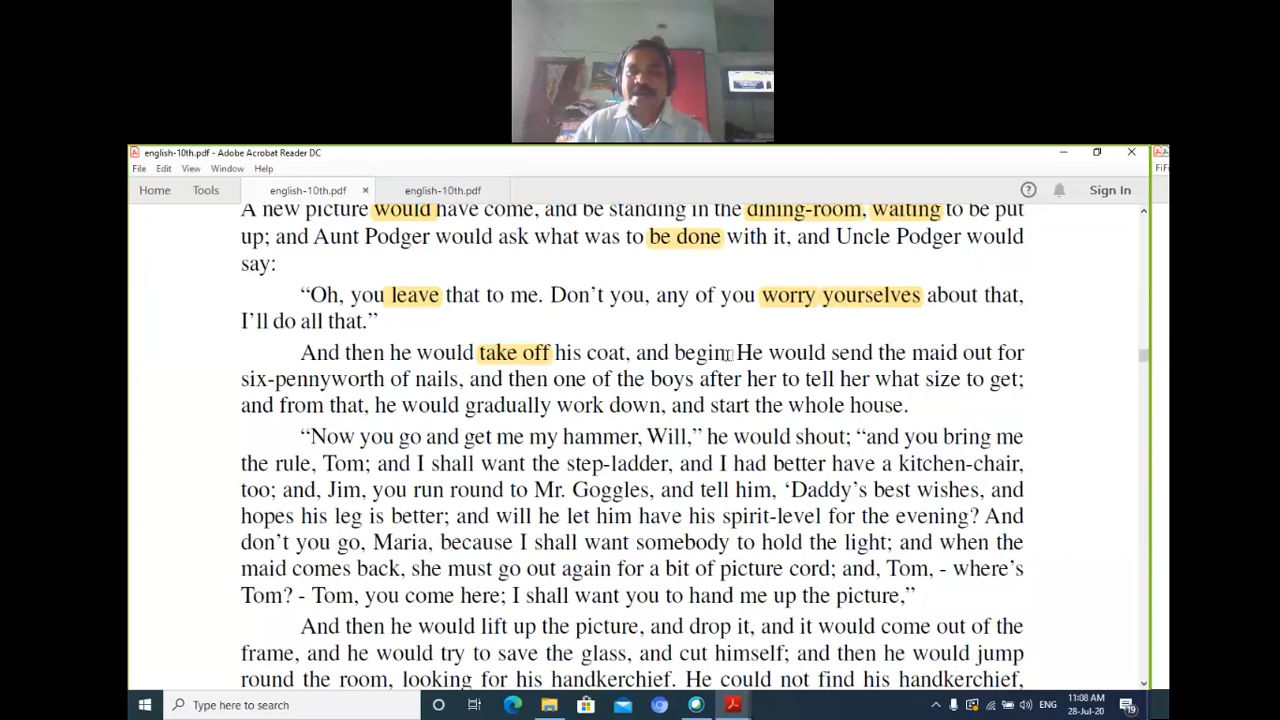 english-10th.pdf - Adobe Acrobat Reader DC
File Edit View Window Help
FiFi
Home Tools english-10th.pdf × english-10th.pdf Sign In
A new picture would have come, and be standing in the dining-room, waiting to be put
up; and Aunt Podger would ask what was to be done with it, and Uncle Podger would
say:
“Oh, you leave that to me. Don’t you, any of you worry yourselves about that,
I’ll do all that.”
And then he would take off his coat, and begin. He would send the maid out for
six-pennyworth of nails, and then one of the boys after her to tell her what size to get;
and from that, he would gradually work down, and start the whole house.
“Now you go and get me my hammer, Will,” he would shout; “and you bring me
the rule, Tom; and I shall want the step-ladder, and I had better have a kitchen-chair,
too; and, Jim, you run round to Mr. Goggles, and tell him, ‘Daddy’s best wishes, and
hopes his leg is better; and will he let him have his spirit-level for the evening? And
don’t you go, Maria, because I shall want somebody to hold the light; and when the
maid comes back, she must go out again for a bit of picture cord; and, Tom, - where’s
Tom? - Tom, you come here; I shall want you to hand me up the picture,”
And then he would lift up the picture, and drop it, and it would come out of the
frame, and he would try to save the glass, and cut himself; and then he would jump
round the room, looking for his handkerchief. He could not find his handkerchief,
Type here to search
ENG
11:08 AM
28-Jul-20
19